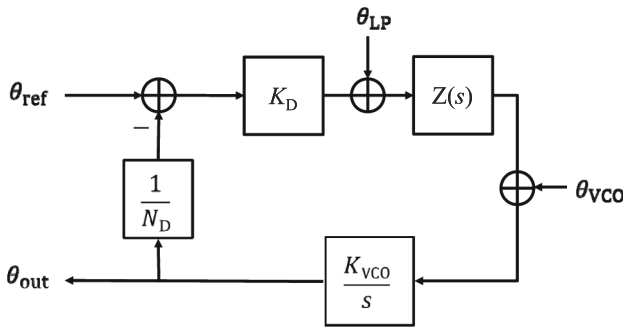 θLP
θref
KD
Z(s)
−
1
ND
θVCO
KVCO
s
θout